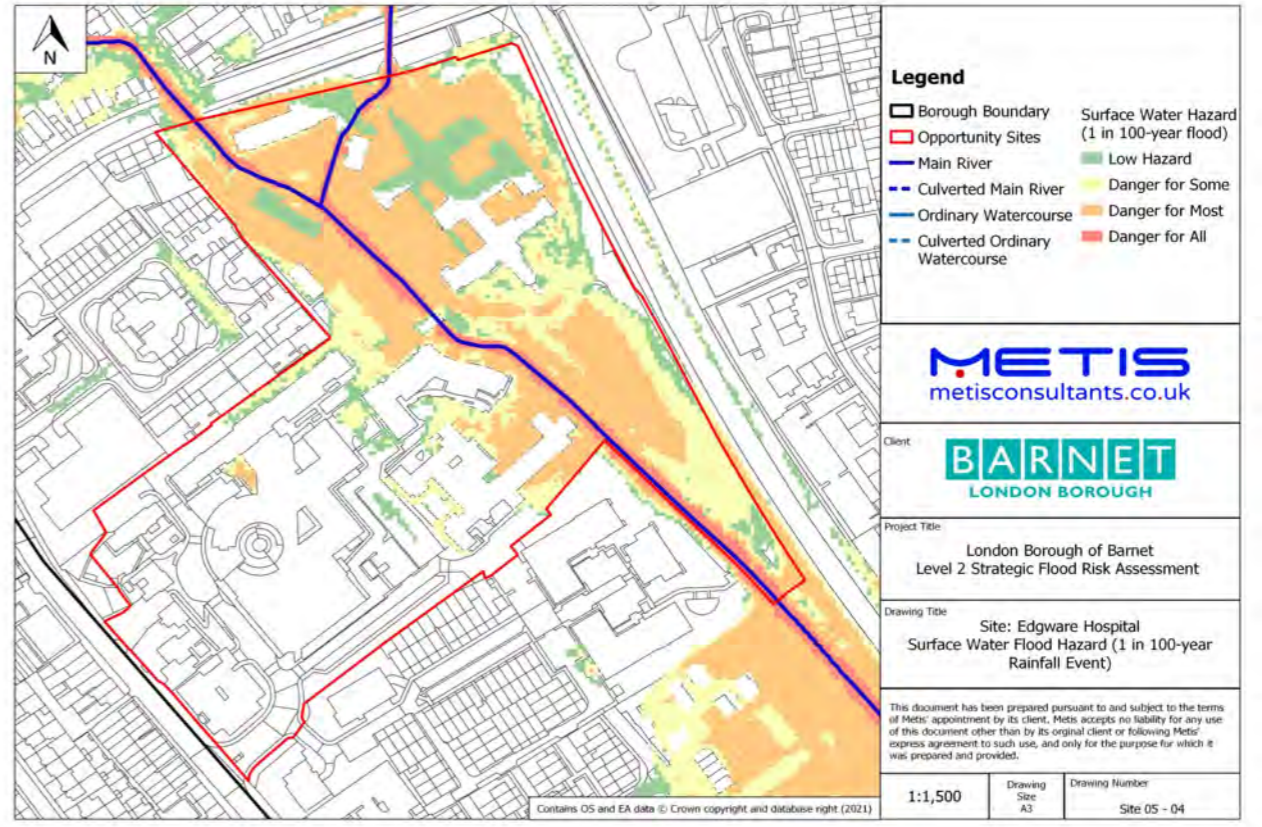 N
Legend
Borough Boundary
Opportunity Sites
Main River
Culverted Main River
Ordinary Watercourse
Culverted Ordinary
Watercourse
Surface Water Hazard
(1 in 100-year flood)
Low Hazard
Danger for Some
Danger for Most
Danger for All
METIS
metisconsultants.co.uk
Client
BARNET
LONDON BOROUGH
Project Title
London Borough of Barnet
Level 2 Strategic Flood Risk Assessment
Drawing Title
Site: Edgware Hospital
Surface Water Flood Hazard (1 in 100-year
Rainfall Event)
This document has been prepared pursuant to and subject to the terms
of Metis' appointment by its client. Metis accepts no liability for any use
of this document other than by its orginal client or following Metis'
express agreement to such use, and only for the purpose for which it
was prepared and provided.
1:1,500
Drawing
Size
A3
Drawing Number
Site 05 - 04
Contains OS and EA data © Crown copyright and database right (2021)